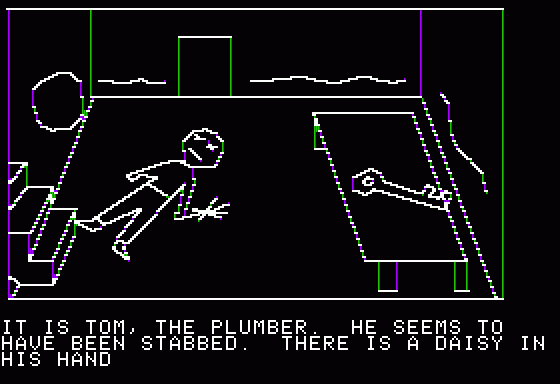 IT IS TOM, THE PLUMBER.  HE SEEMS TO
HAVE BEEN STABBED.  THERE IS A DAISY IN
HIS HAND